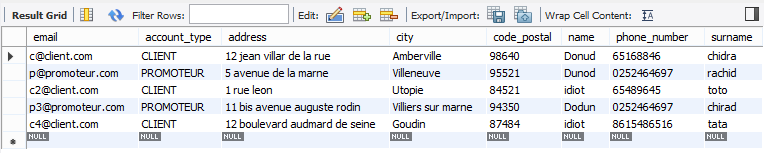 Result Grid Filter Rows: Edit: Export/Import: Wrap Cell Content: IA
email account_type address city code_postal name phone_number surname
c@client.com CLIENT 12 jean villar de la rue Amberville 98640 Donud 65168846 chidra
p@promoteur.com PROMOTEUR 5 avenue de la marne Villeneuve 95521 Dunod 0252464697 rachid
c2@client.com CLIENT 1 rue leon Utopie 84521 idiot 65489645 toto
p3@promoteur.com PROMOTEUR 11 bis avenue auguste rodin Villiers sur marne 94350 Dodun 0252464697 chirad
c4@client.com CLIENT 12 boulevard audmard de seine Goudin 87484 idiot 8615486516 tata
NULL NULL NULL NULL NULL NULL NULL NULL